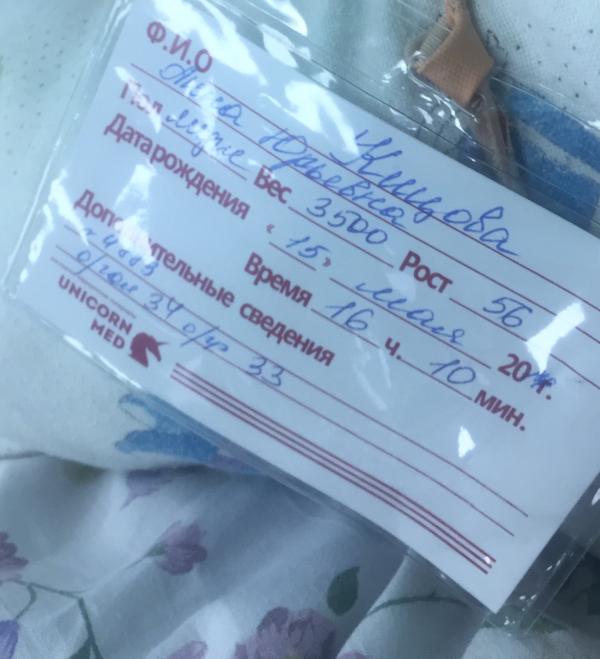 Ф.И.О Кицова
Анна Юрьевна
Пол муж Вес 3500 Рост 56
Дата рождения «15» мая 20 г.
Время 16 ч. 10 мин.
Дополнительные сведения
33
34 о/гр 33
UNICORN
MED